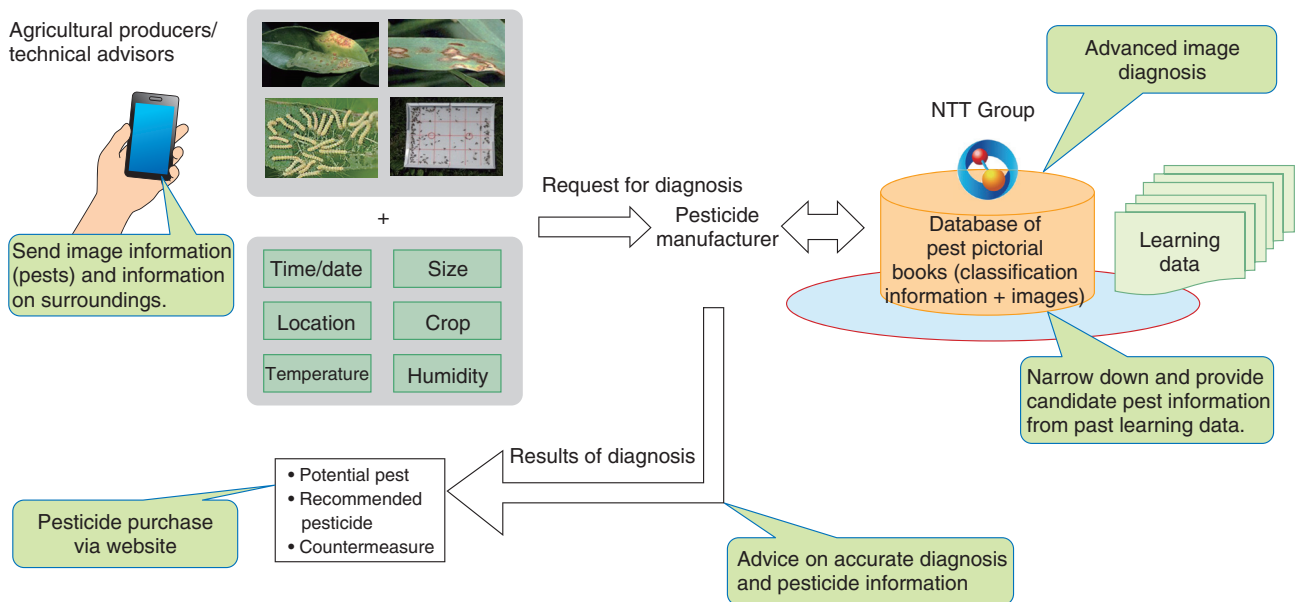 Agricultural producers/
technical advisors
Send image information
(pests) and information
on surroundings.
+
Time/date
Size
Location
Crop
Temperature
Humidity
Request for diagnosis
Pesticide
manufacturer
NTT Group
Advanced image
diagnosis
Database of
pest pictorial
books (classification
information + images)
Learning
data
Narrow down and provide
candidate pest information
from past learning data.
Results of diagnosis
• Potential pest
• Recommended
pesticide
• Countermeasure
Pesticide purchase
via website
Advice on accurate diagnosis
and pesticide information